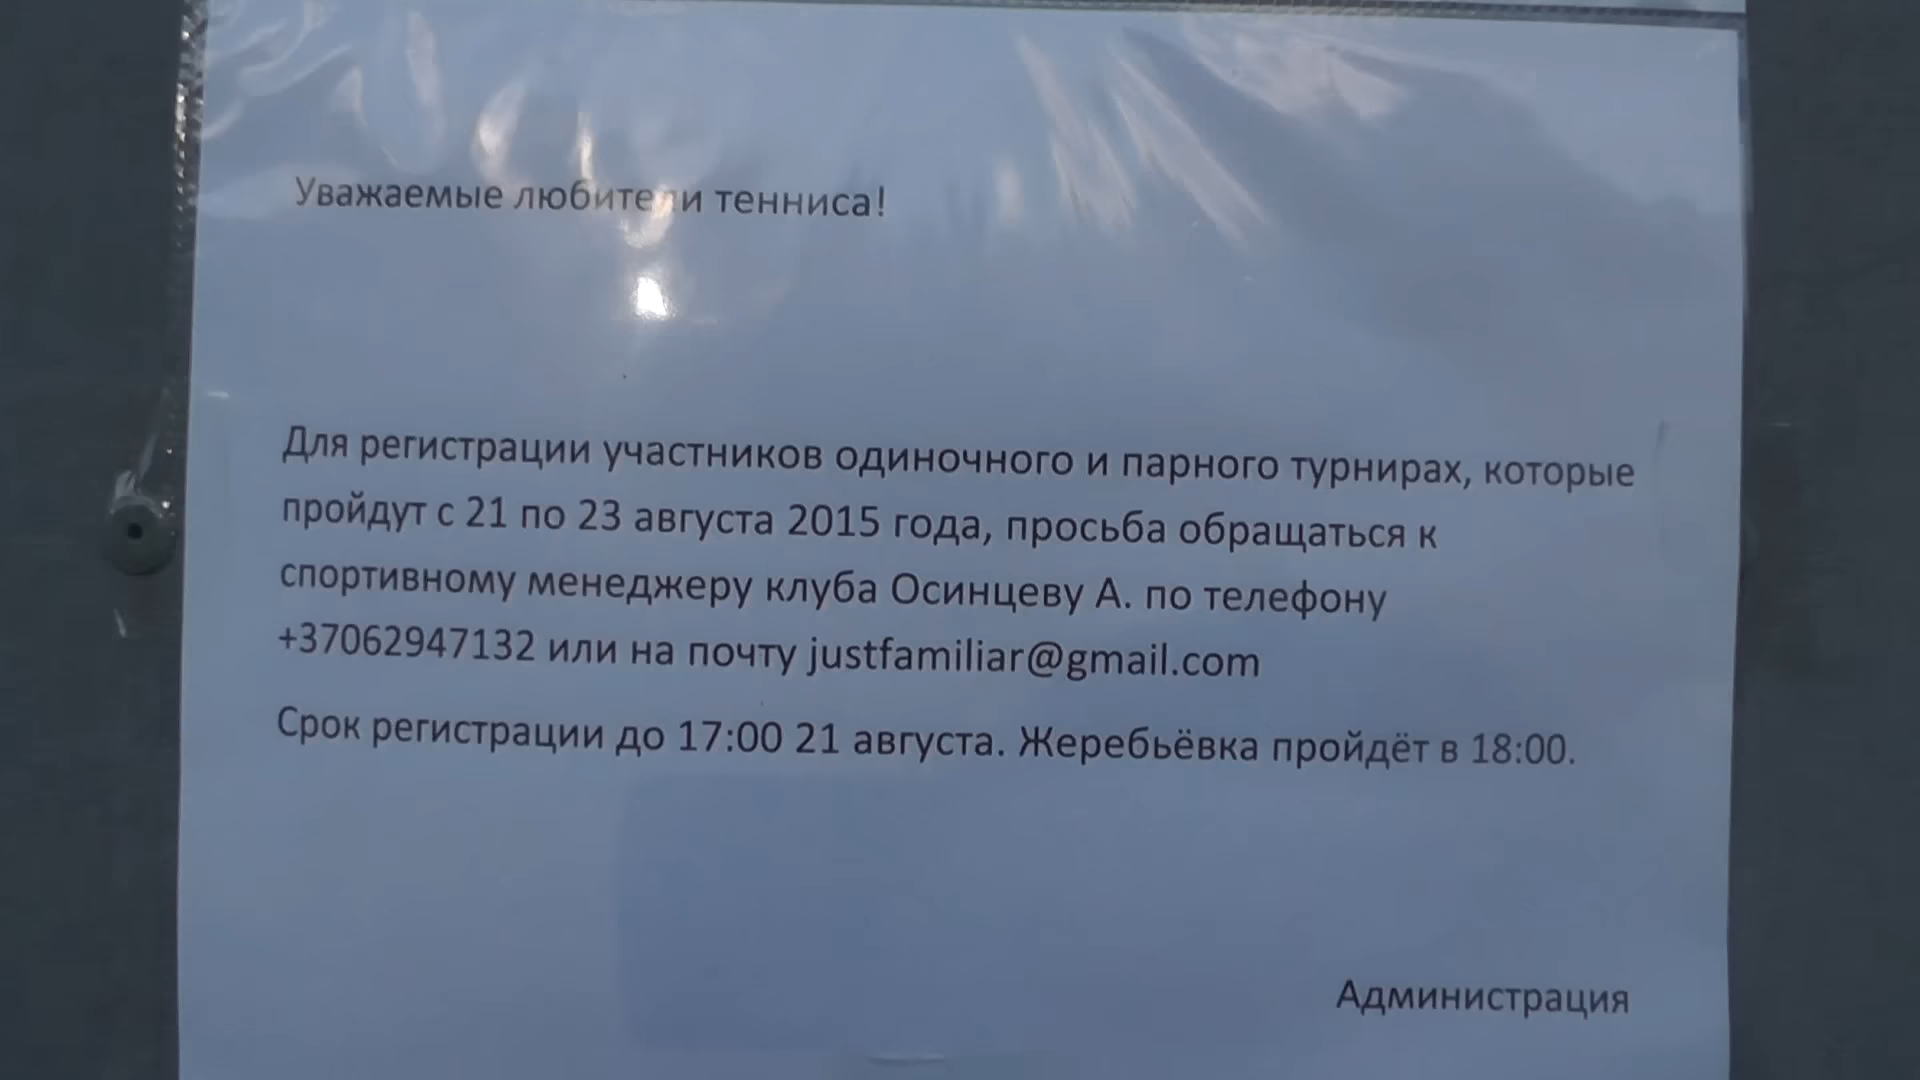 Уважаемые любители тенниса!
Для регистрации участников одиночного и парного турнирах, которые
пройдут с 21 по 23 августа 2015 года, просьба обращаться к
спортивному менеджеру клуба Осинцеву А. по телефону
+37062947132 или на почту justfamiliar@gmail.com
Срок регистрации до 17:00 21 августа. Жеребьёвка пройдёт в 18:00.
Администрация